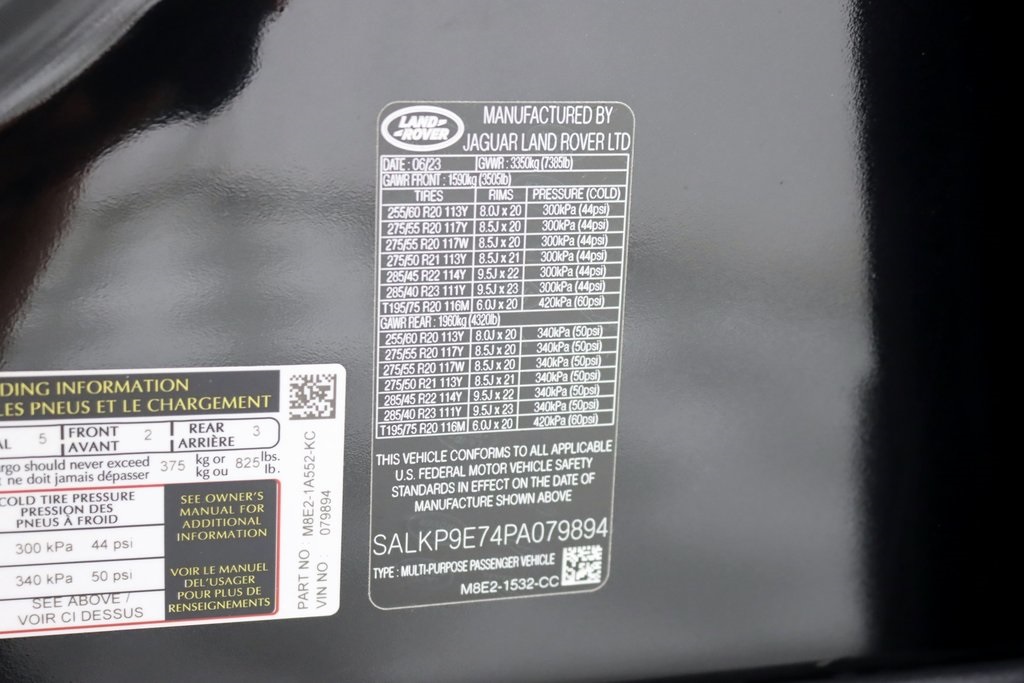 LAND-
-ROVER
MANUFACTURED BY
JAGUAR LAND ROVER LTD
DATE : 06/23 GVWR : 3350kg (7385lb)
GAWR FRONT : 1590kg (3505lb)
TIRES RIMS PRESSURE (COLD)
255/60 R20 113Y 8.0J x 20 300kPa (44psi)
275/55 R20 117Y 8.5J x 20 300kPa (44psi)
275/55 R20 117W 8.5J x 20 300kPa (44psi)
275/50 R21 113Y 8.5J x 21 300kPa (44psi)
285/45 R22 114Y 9.5J x 22 300kPa (44psi)
285/40 R23 111Y 9.5J x 23 300kPa (44psi)
T195/75 R20 116M 6.0J x 20 420kPa (60psi)
GAWR REAR : 1960kg (4320lb)
255/60 R20 113Y 8.0J x 20 340kPa (50psi)
275/55 R20 117Y 8.5J x 20 340kPa (50psi)
275/55 R20 117W 8.5J x 20 340kPa (50psi)
275/50 R21 113Y 8.5J x 21 340kPa (50psi)
285/45 R22 114Y 9.5J x 22 340kPa (50psi)
285/40 R23 111Y 9.5J x 23 340kPa (50psi)
T195/75 R20 116M 6.0J x 20 420kPa (60psi)
THIS VEHICLE CONFORMS TO ALL APPLICABLE
U.S. FEDERAL MOTOR VEHICLE SAFETY
STANDARDS IN EFFECT ON THE DATE OF
MANUFACTURE SHOWN ABOVE
SALKP9E74PA079894
TYPE : MULTI-PURPOSE PASSENGER VEHICLE
M8E2-1532-CC
DING INFORMATION
LES PNEUS ET LE CHARGEMENT
AL 5 FRONT 2 REAR 3
AVANT ARRIÈRE
rgo should never exceed 375 kg or 825 lbs.
t ne doit jamais dépasser kg ou lb.
COLD TIRE PRESSURE
PRESSION DES
PNEUS À FROID
300 kPa 44 psi
340 kPa 50 psi
SEE ABOVE /
VOIR CI DESSUS
SEE OWNER'S
MANUAL FOR
ADDITIONAL
INFORMATION
VOIR LE MANUEL
DEL'USAGER
POUR PLUS DE
RENSEIGNEMENTS
PART NO M8E2-1A552-KC
VIN NO : 079894